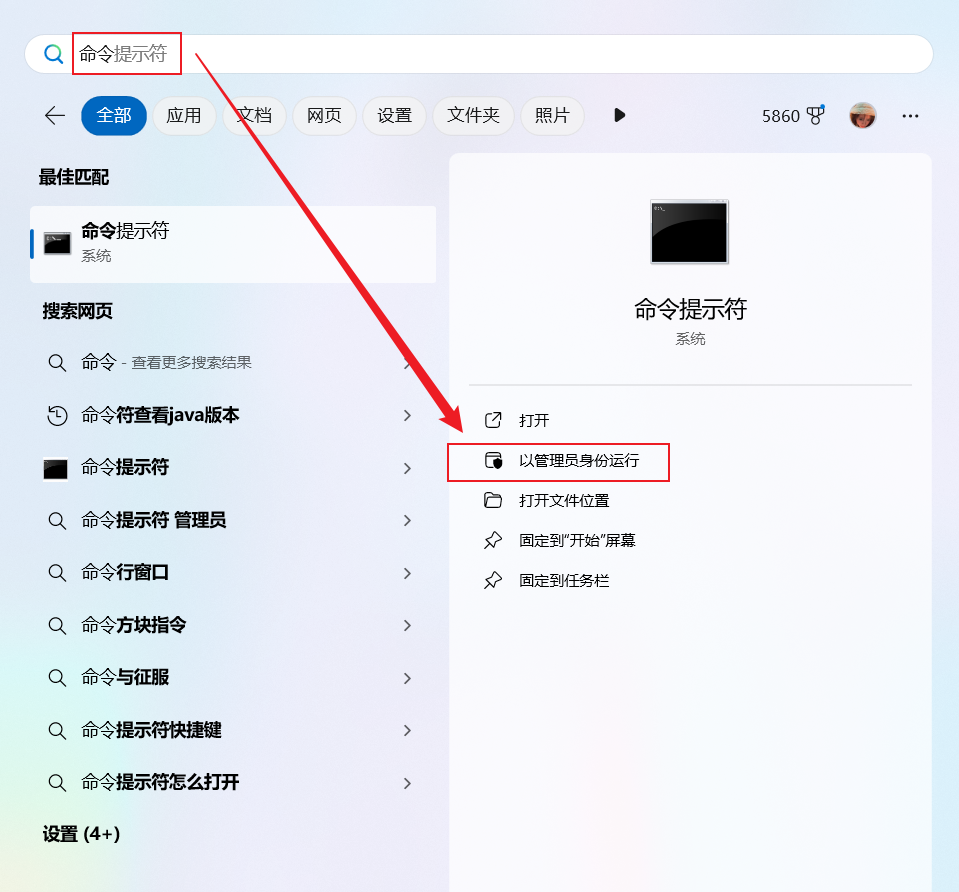 命令提示符
全部 应用 文档 网页 设置 文件夹 照片 5860
最佳匹配
命令提示符
系统
搜索网页
命令 - 查看更多搜索结果
命令符查看java版本
命令提示符
命令提示符 管理员
命令行窗口
命令方块指令
命令与征服
命令提示符快捷键
命令提示符怎么打开
设置 (4+)
命令提示符
系统
打开
以管理员身份运行
打开文件位置
固定到"开始"屏幕
固定到任务栏